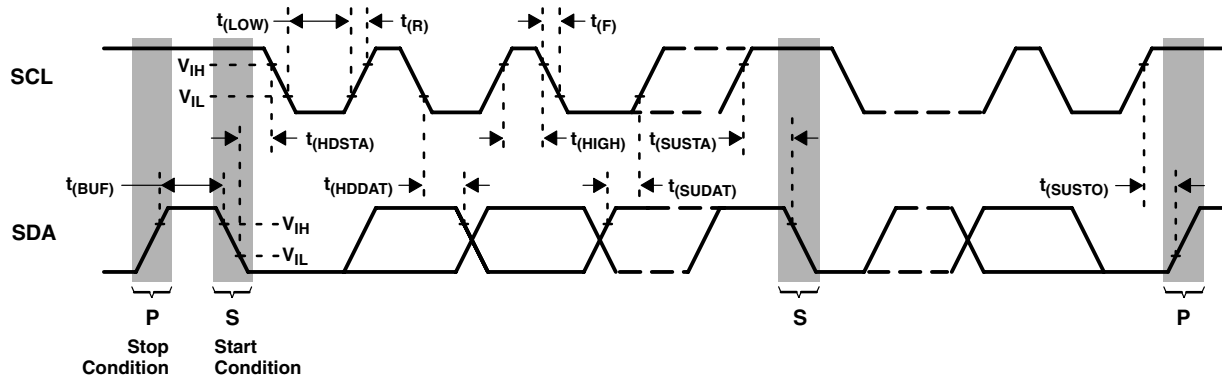 t(LOW) t(R) t(F)
SCL
VIH
VIL
t(HDSTA) t(HIGH) t(SUSTA)
t(BUF) t(HDDAT) t(SUDAT) t(SUSTO)
SDA
VIH
VIL
P S S P
Stop Condition
Start Condition